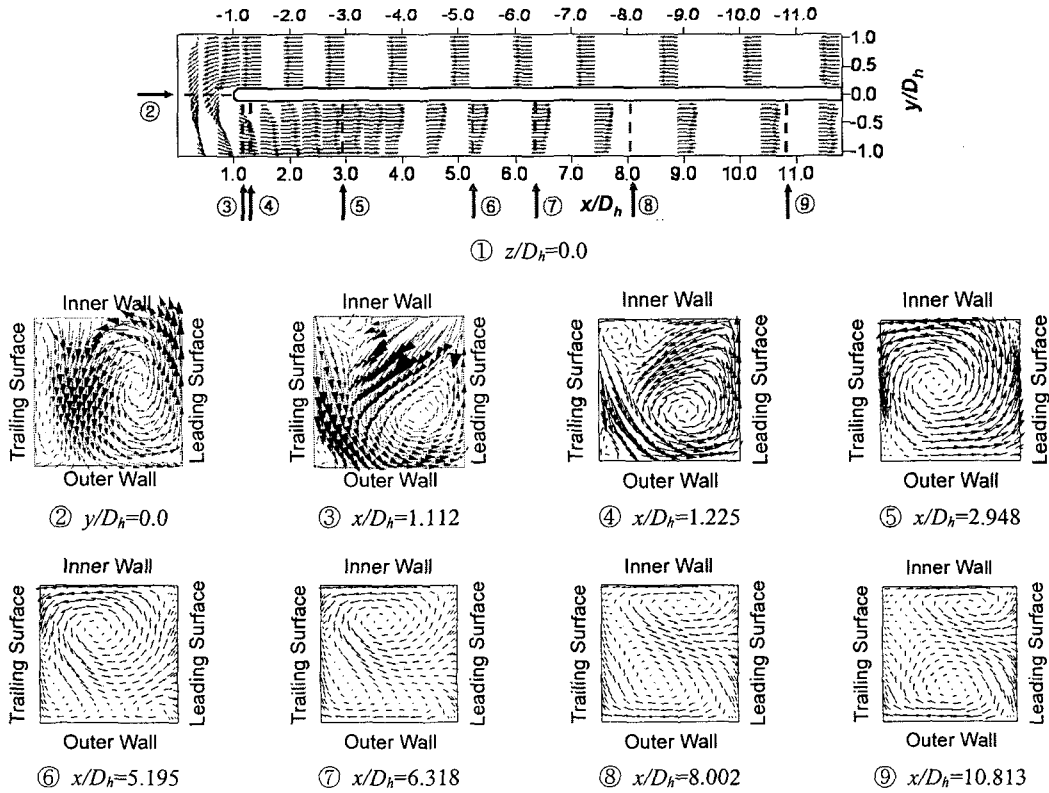 -1.0 -2.0 -3.0 -4.0 -5.0 -6.0 -7.0 -8.0 -9.0 -10.0 -11.0
1.0
0.5
0.0
-0.5
-1.0
y/Dh
②
1.0 2.0 3.0 4.0 5.0 6.0 7.0 8.0 9.0 10.0 11.0
③ ④ ⑤ ⑥ ⑦ x/Dh ⑧ ⑨
① z/Dh=0.0
Inner Wall Inner Wall Inner Wall Inner Wall
Trailing Surface Leading Surface Trailing Surface Leading Surface Trailing Surface Leading Surface Trailing Surface Leading Surface
Outer Wall Outer Wall Outer Wall Outer Wall
② y/Dh=0.0 ③ x/Dh=1.112 ④ x/Dh=1.225 ⑤ x/Dh=2.948
Inner Wall Inner Wall Inner Wall Inner Wall
Trailing Surface Leading Surface Trailing Surface Leading Surface Trailing Surface Leading Surface Trailing Surface Leading Surface
Outer Wall Outer Wall Outer Wall Outer Wall
⑥ x/Dh=5.195 ⑦ x/Dh=6.318 ⑧ x/Dh=8.002 ⑨ x/Dh=10.813